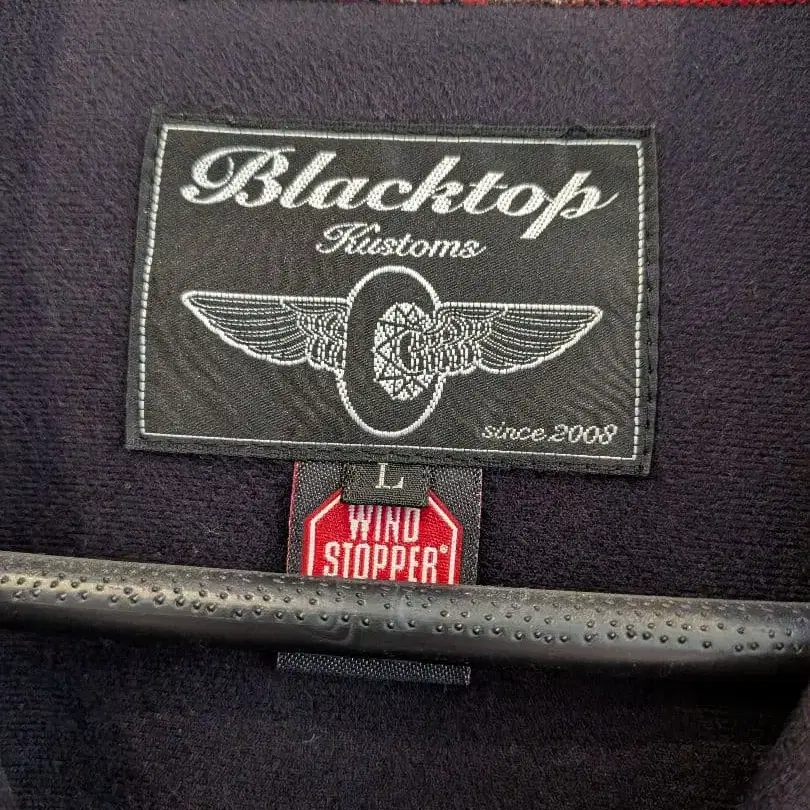 Blacktop
Kustoms
since 2008
L
WIND
STOPPER®